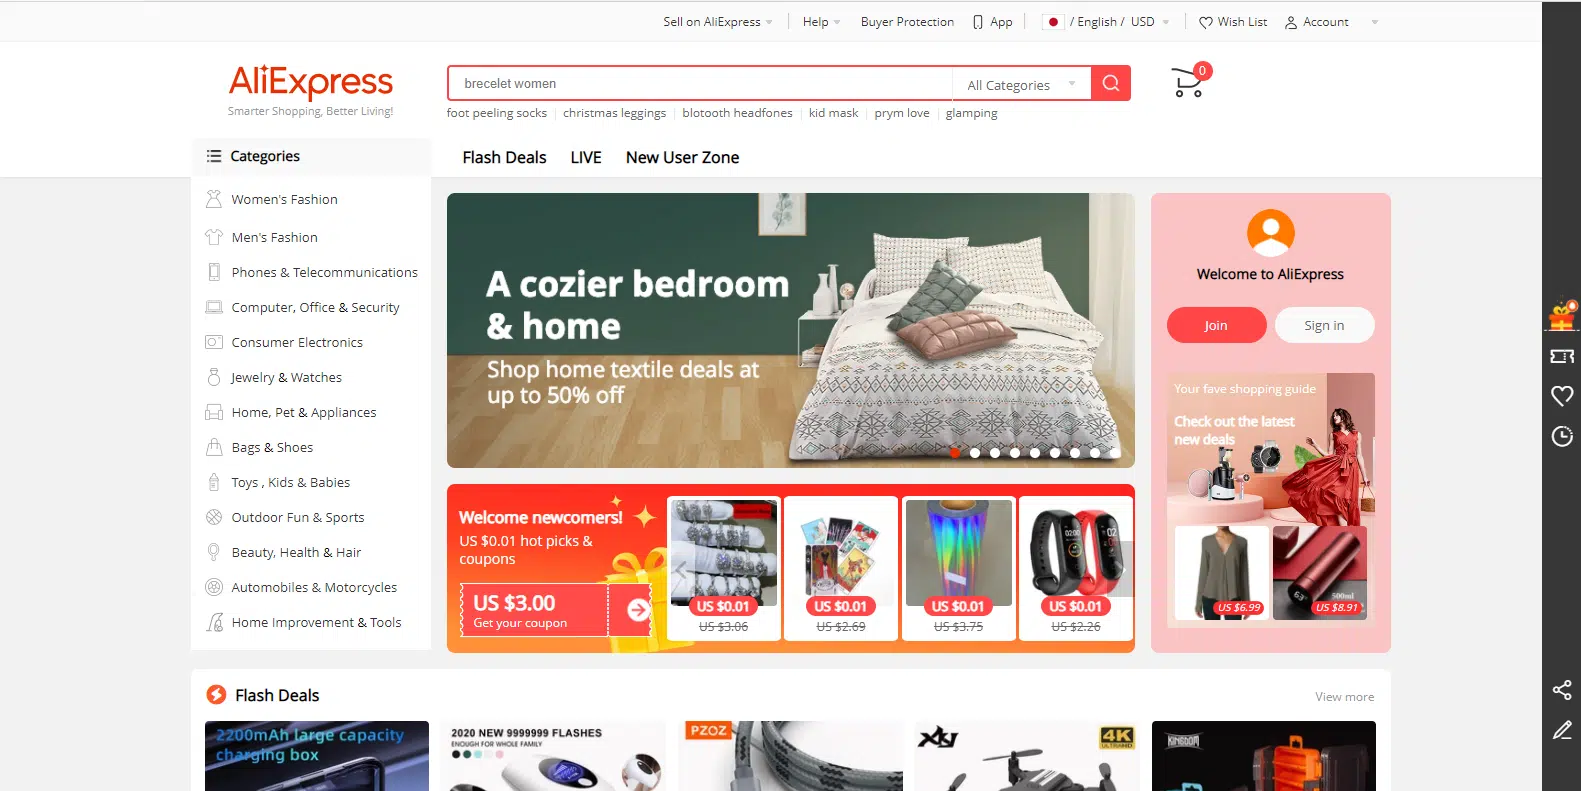 Sell on AliExpress
Help
Buyer Protection
App
/ English / USD
Wish List
Account
AliExpress
Smarter Shopping, Better Living!
brecelet women
All Categories
0
foot peeling socks
christmas leggings
blotooth headfones
kid mask
prym love
glamping
Categories
Flash Deals
LIVE
New User Zone
Women's Fashion
Men's Fashion
Phones & Telecommunications
Computer, Office & Security
Consumer Electronics
Jewelry & Watches
Home, Pet & Appliances
Bags & Shoes
Toys , Kids & Babies
Outdoor Fun & Sports
Beauty, Health & Hair
Automobiles & Motorcycles
Home Improvement & Tools
A cozier bedroom
& home
Shop home textile deals at
up to 50% off
Welcome to AliExpress
Join
Sign in
Your fave shopping guide
Check out the latest
new deals
500ml
US $6.99
US $8.91
Welcome newcomers!
US $0.01 hot picks &
coupons
US $3.00
Get your coupon
US $0.01
US $3.06
US $0.01
US $2.69
US $0.01
US $3.75
US $0.01
US $2.26
Flash Deals
View more
2200mAh large capacity
charging box
2020 NEW 9999999 FLASHES
ENOUGH FOR WHOLE FAMILY
PZOZ
4K
ULTRAHD
KINGDOM